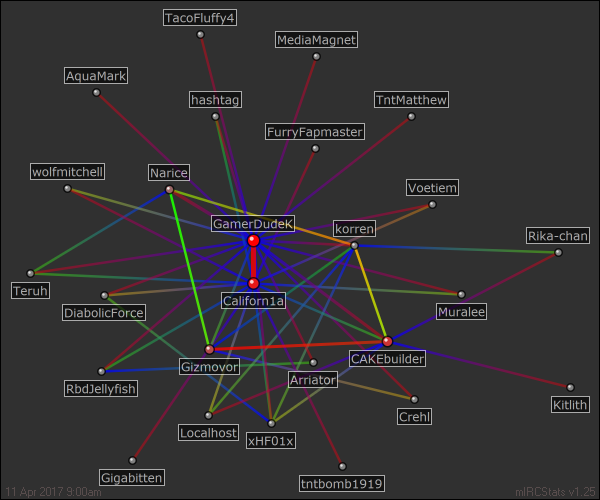 TacoFluffy4
MediaMagnet
AquaMark
hashtag
TntMatthew
FurryFapmaster
wolfmitchell
Narice
Voetiem
GamerDudeK
korren
Rika-chan
Teruh
DiabolicForce
Californ1a
Muralee
Gizmovor
CAKEbuilder
RbdJellyfish
Arriator
Kitlith
Localhost
xHF01x
Crehl
Gigabitten
tntbomb1919
11 Apr 2017 9:00am
mIRCStats v1.25